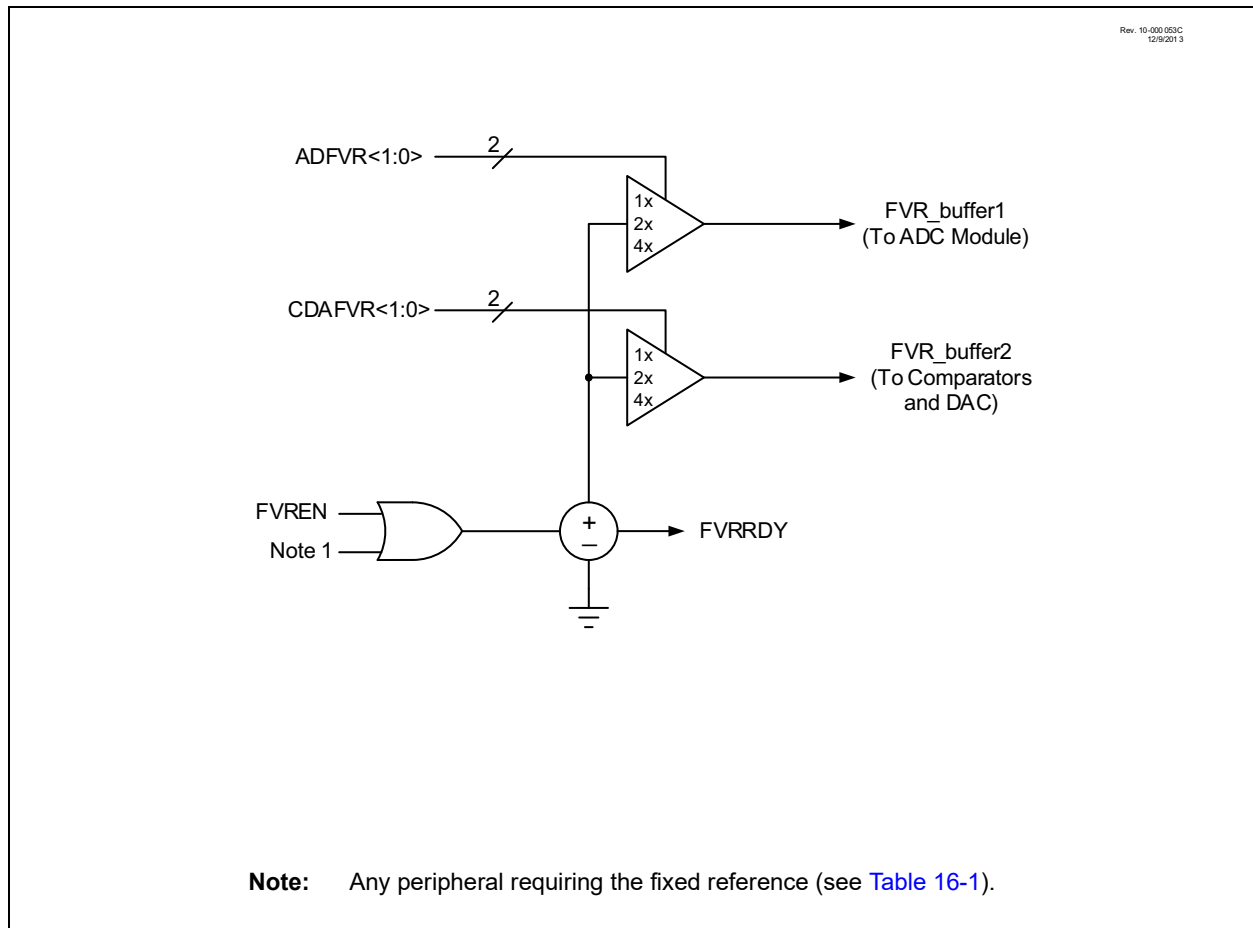 Rev. 10-000 053C
12/9/201 3
2
ADFVR<1:0>
1x
2x
4x
FVR_buffer1
(To ADC Module)
2
CDAFVR<1:0>
1x
2x
4x
FVR_buffer2
(To Comparators
and DAC)
FVREN
Note 1
+
_
FVRRDY
Note: Any peripheral requiring the fixed reference (see Table 16-1).